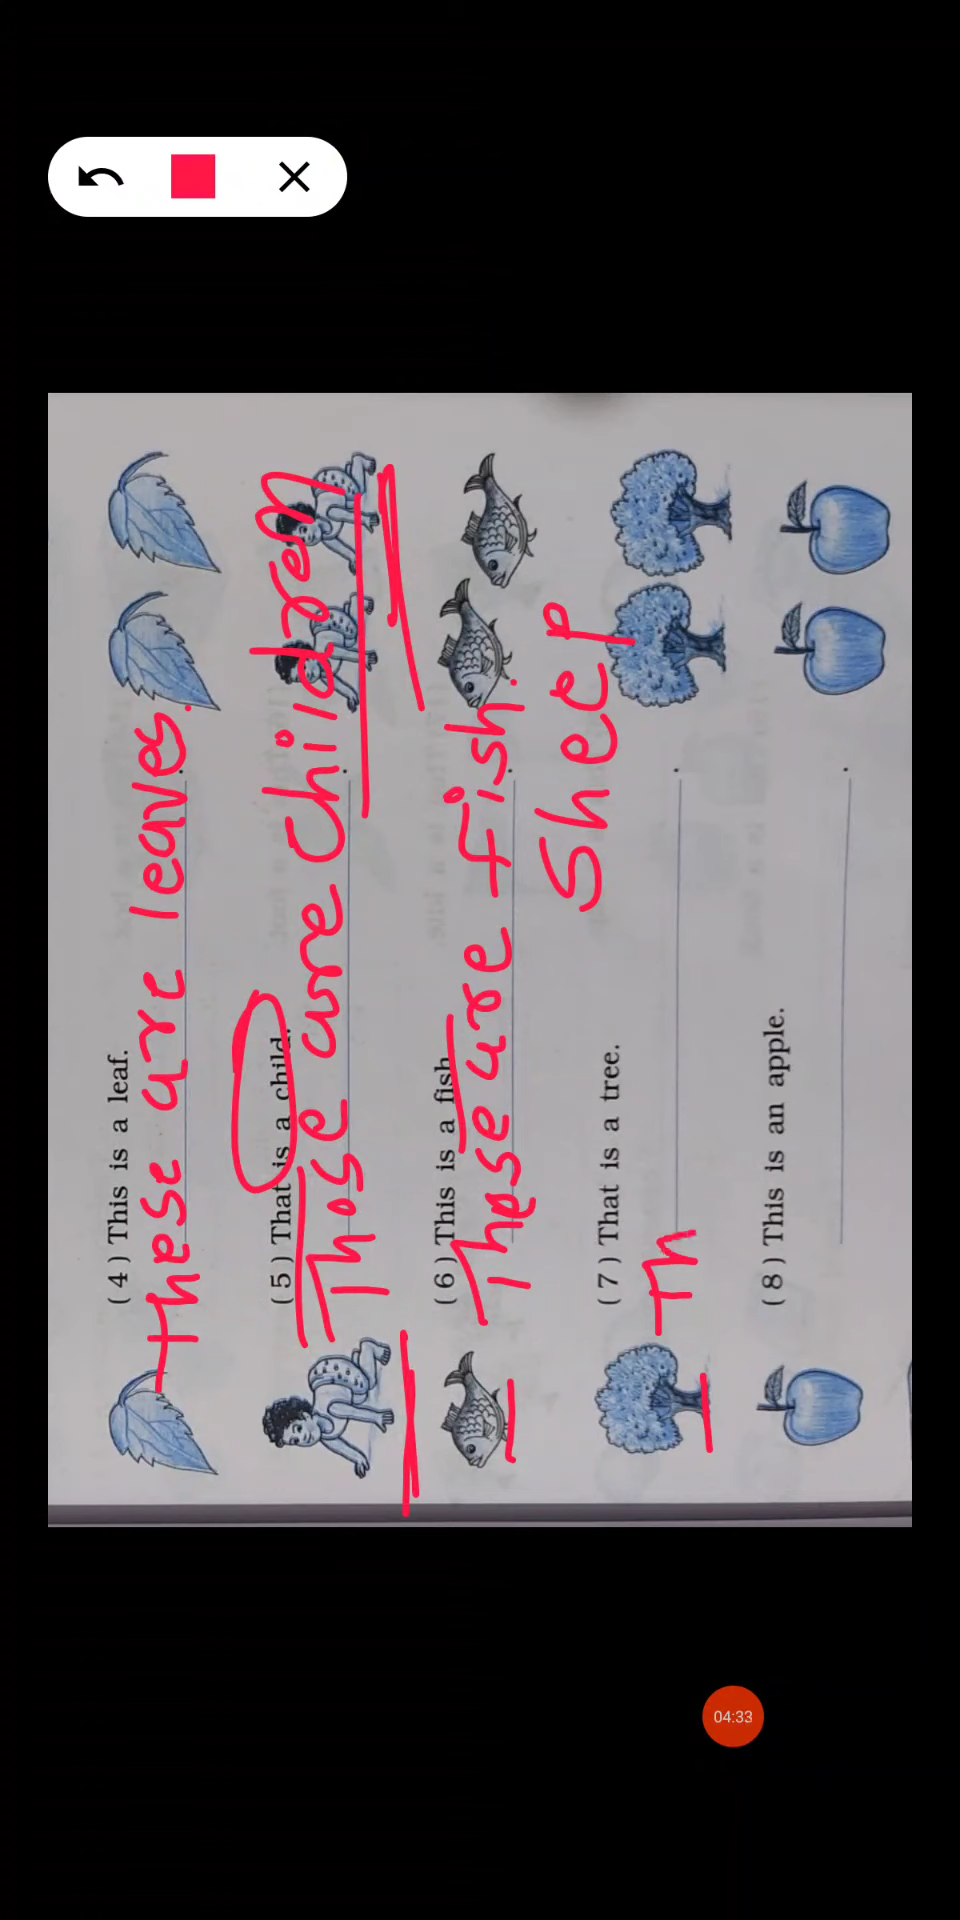 ( 4 ) This is a leaf.
These are leaves.
( 5 ) That is a child.
Those are Children
( 6 ) This is a fish
These are Fish.
Sheep
( 7 ) That is a tree.
Th
( 8 ) This is an apple.
04:33